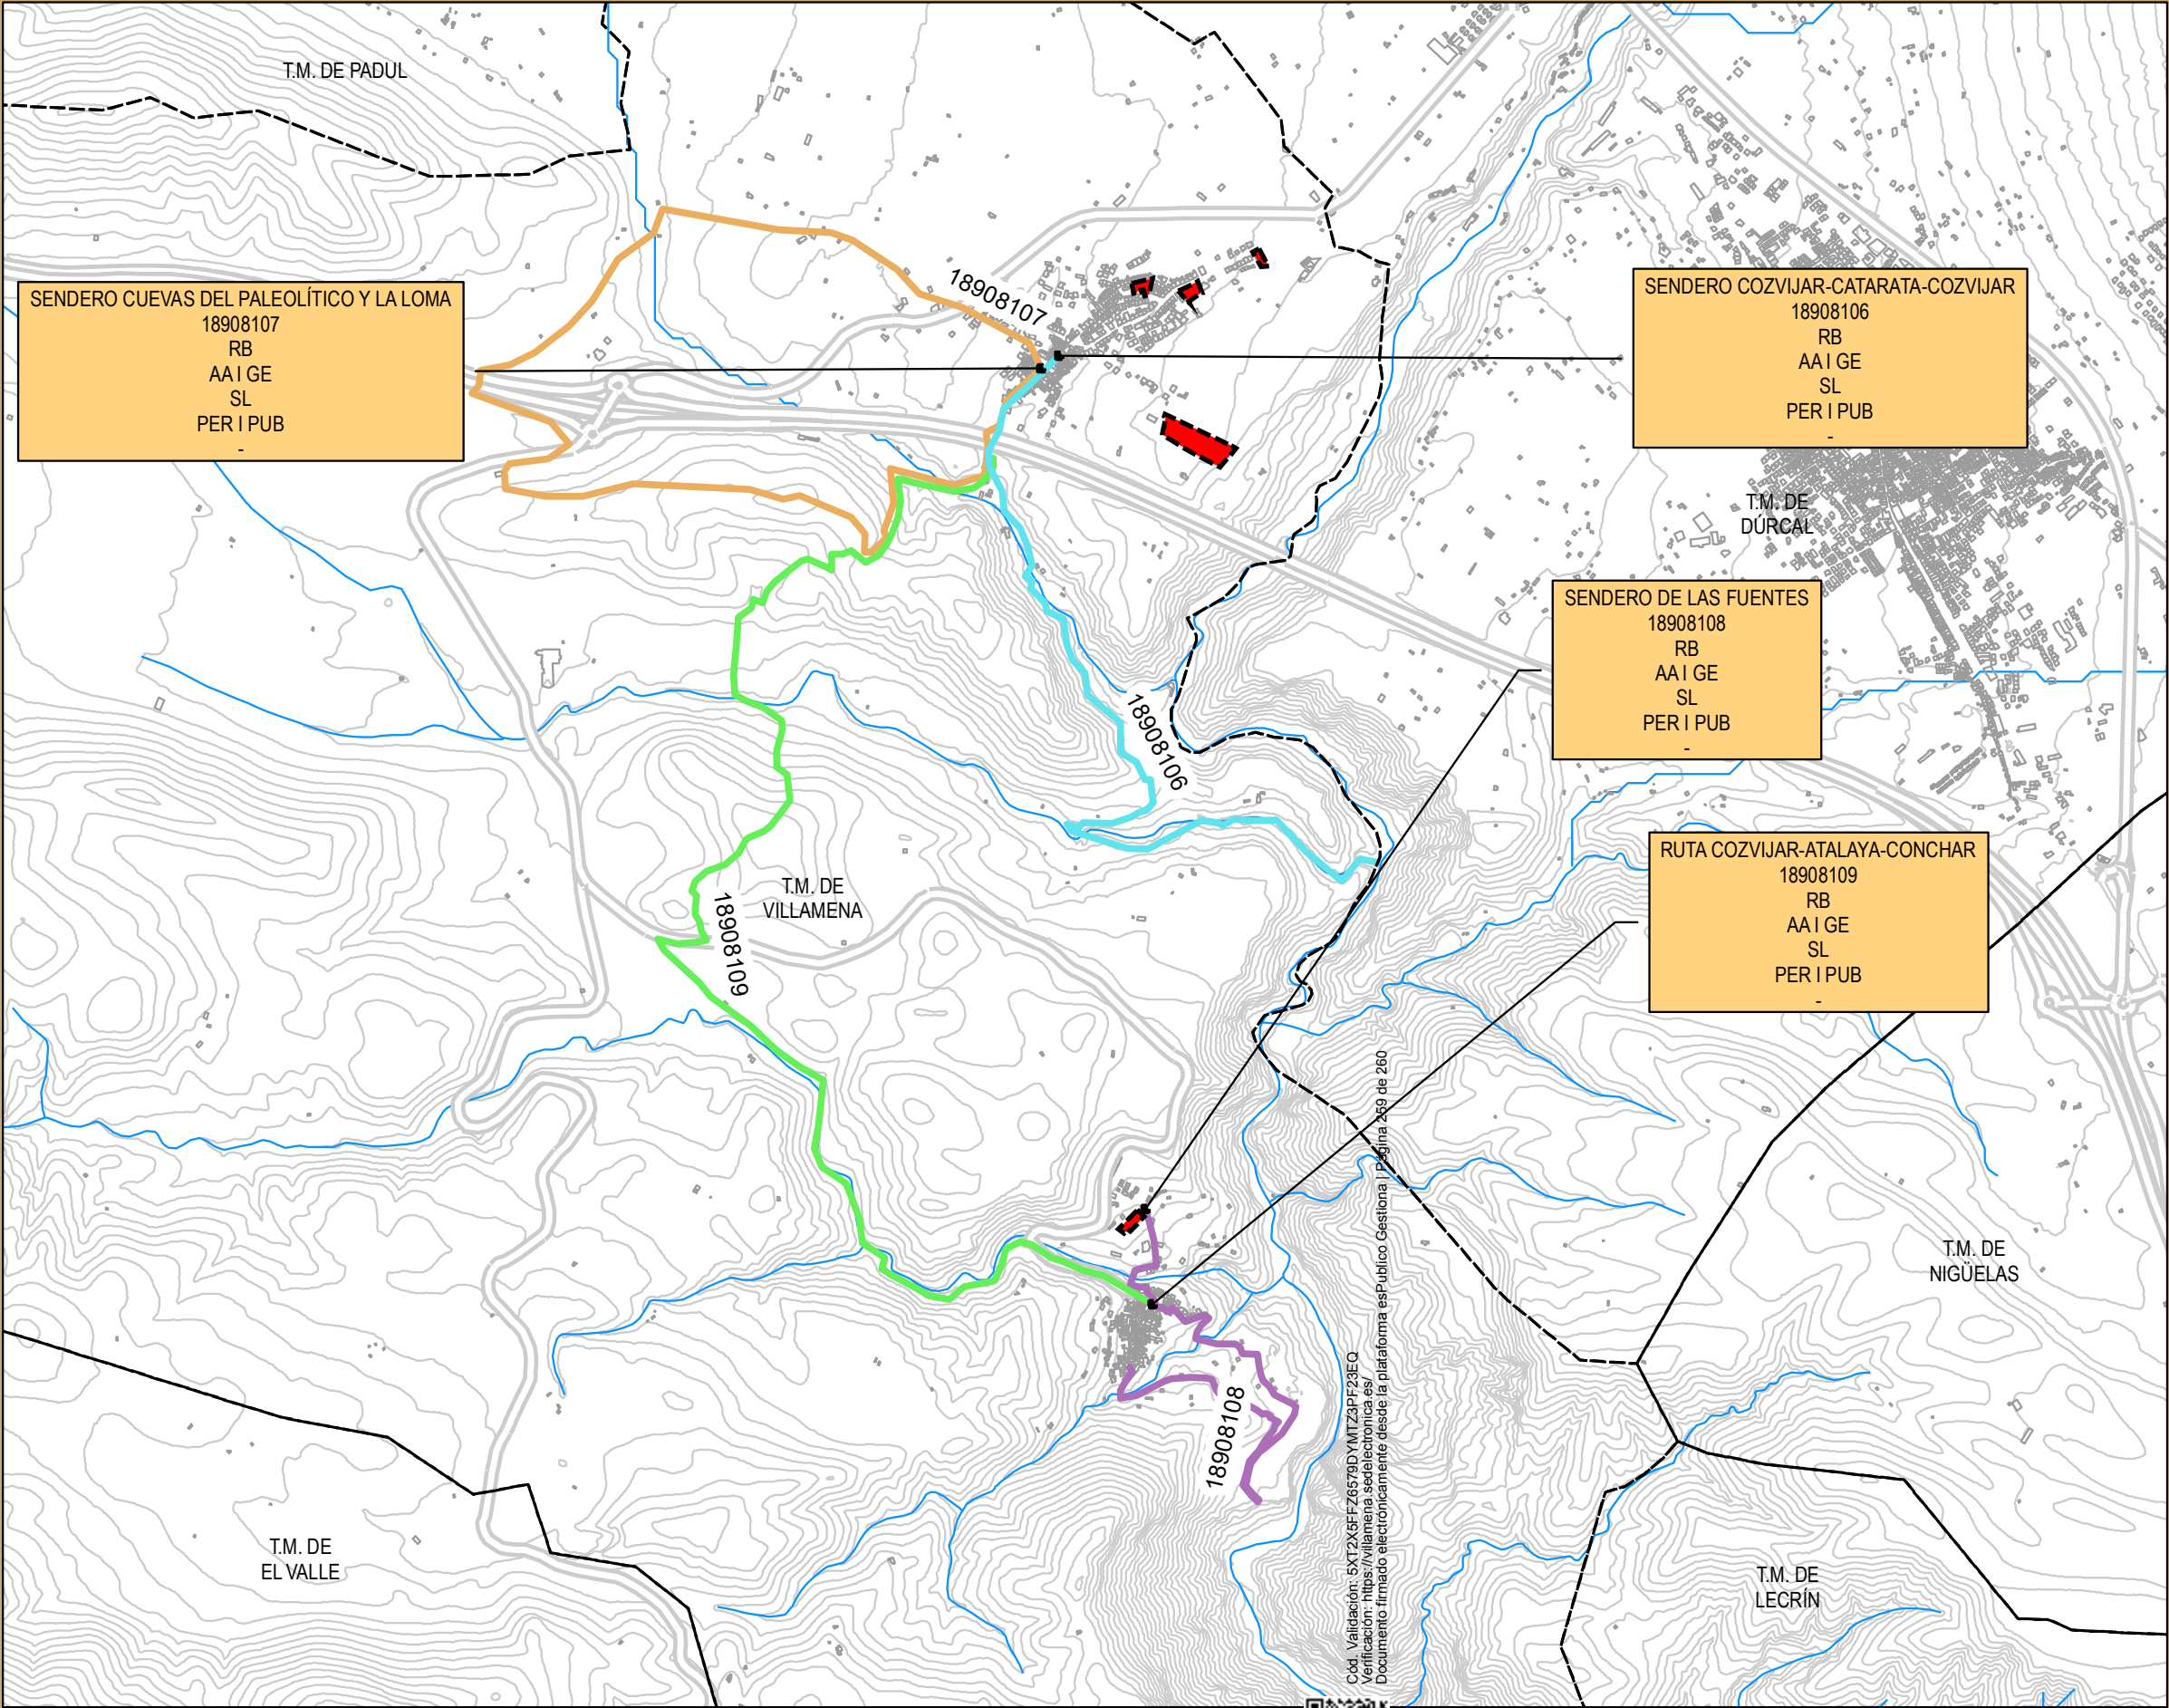 T.M. DE PADUL
SENDERO CUEVAS DEL PALEOLÍTICO Y LA LOMA
18908107
RB
AA I GE
SL
PER I PUB
-
18908107
SENDERO COZVIJAR-CATARATA-COZVIJAR
18908106
RB
AA I GE
SL
PER I PUB
-
T.M. DE
DÚRCAL
SENDERO DE LAS FUENTES
18908108
RB
AA I GE
SL
PER I PUB
-
18908106
RUTA COZVIJAR-ATALAYA-CONCHAR
18908109
RB
AA I GE
SL
PER I PUB
-
T.M. DE
VILLAMENA
18908109
T.M. DE
NIGÜELAS
18908108
T.M. DE
EL VALLE
T.M. DE
LECRÍN
Cód. Validación: 5XT2X5FFZ6579DYMTZ3PF23EQ
Verificación: https://villamena.sedelectronica.es/
Documento firmado electrónicamente desde la plataforma esPublico Gestiona | Página 259 de 260